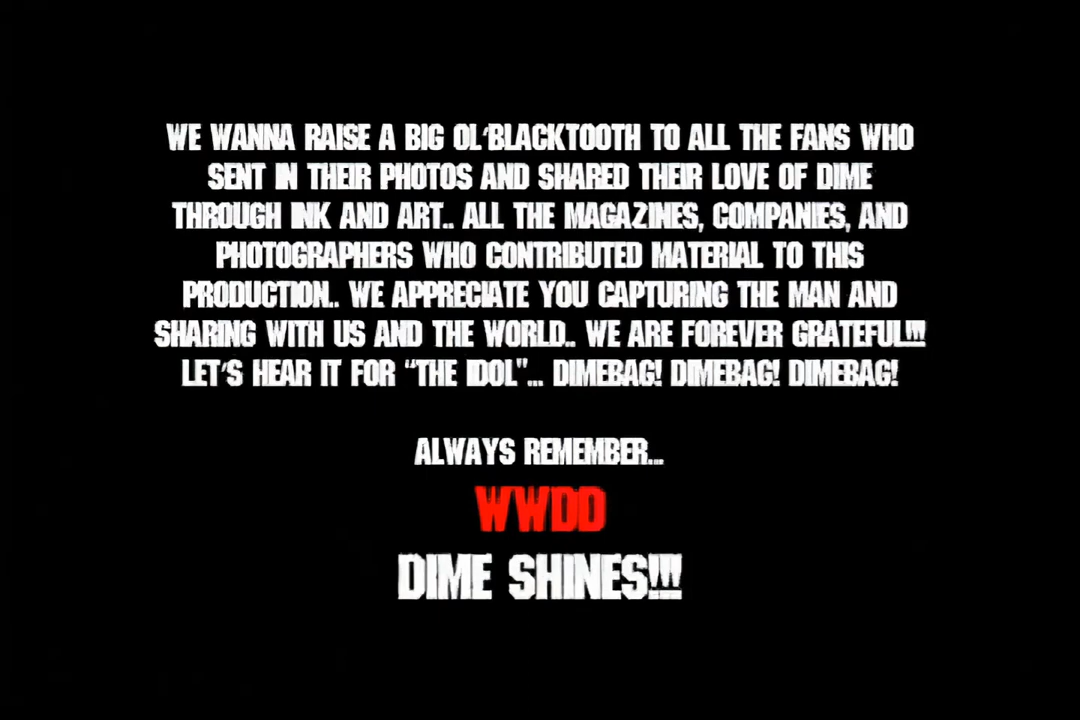 WE WANNA RAISE A BIG OL'BLACKTOOTH TO ALL THE FANS WHO
SENT IN THEIR PHOTOS AND SHARED THEIR LOVE OF DIME
THROUGH INK AND ART.. ALL THE MAGAZINES, COMPANIES, AND
PHOTOGRAPHERS WHO CONTRIBUTED MATERIAL TO THIS
PRODUCTION.. WE APPRECIATE YOU CAPTURING THE MAN AND
SHARING WITH US AND THE WORLD.. WE ARE FOREVER GRATEFUL!!!
LET'S HEAR IT FOR "THE IDOL"... DIMEBAG! DIMEBAG! DIMEBAG!
ALWAYS REMEMBER...
WWDD
DIME SHINES!!!